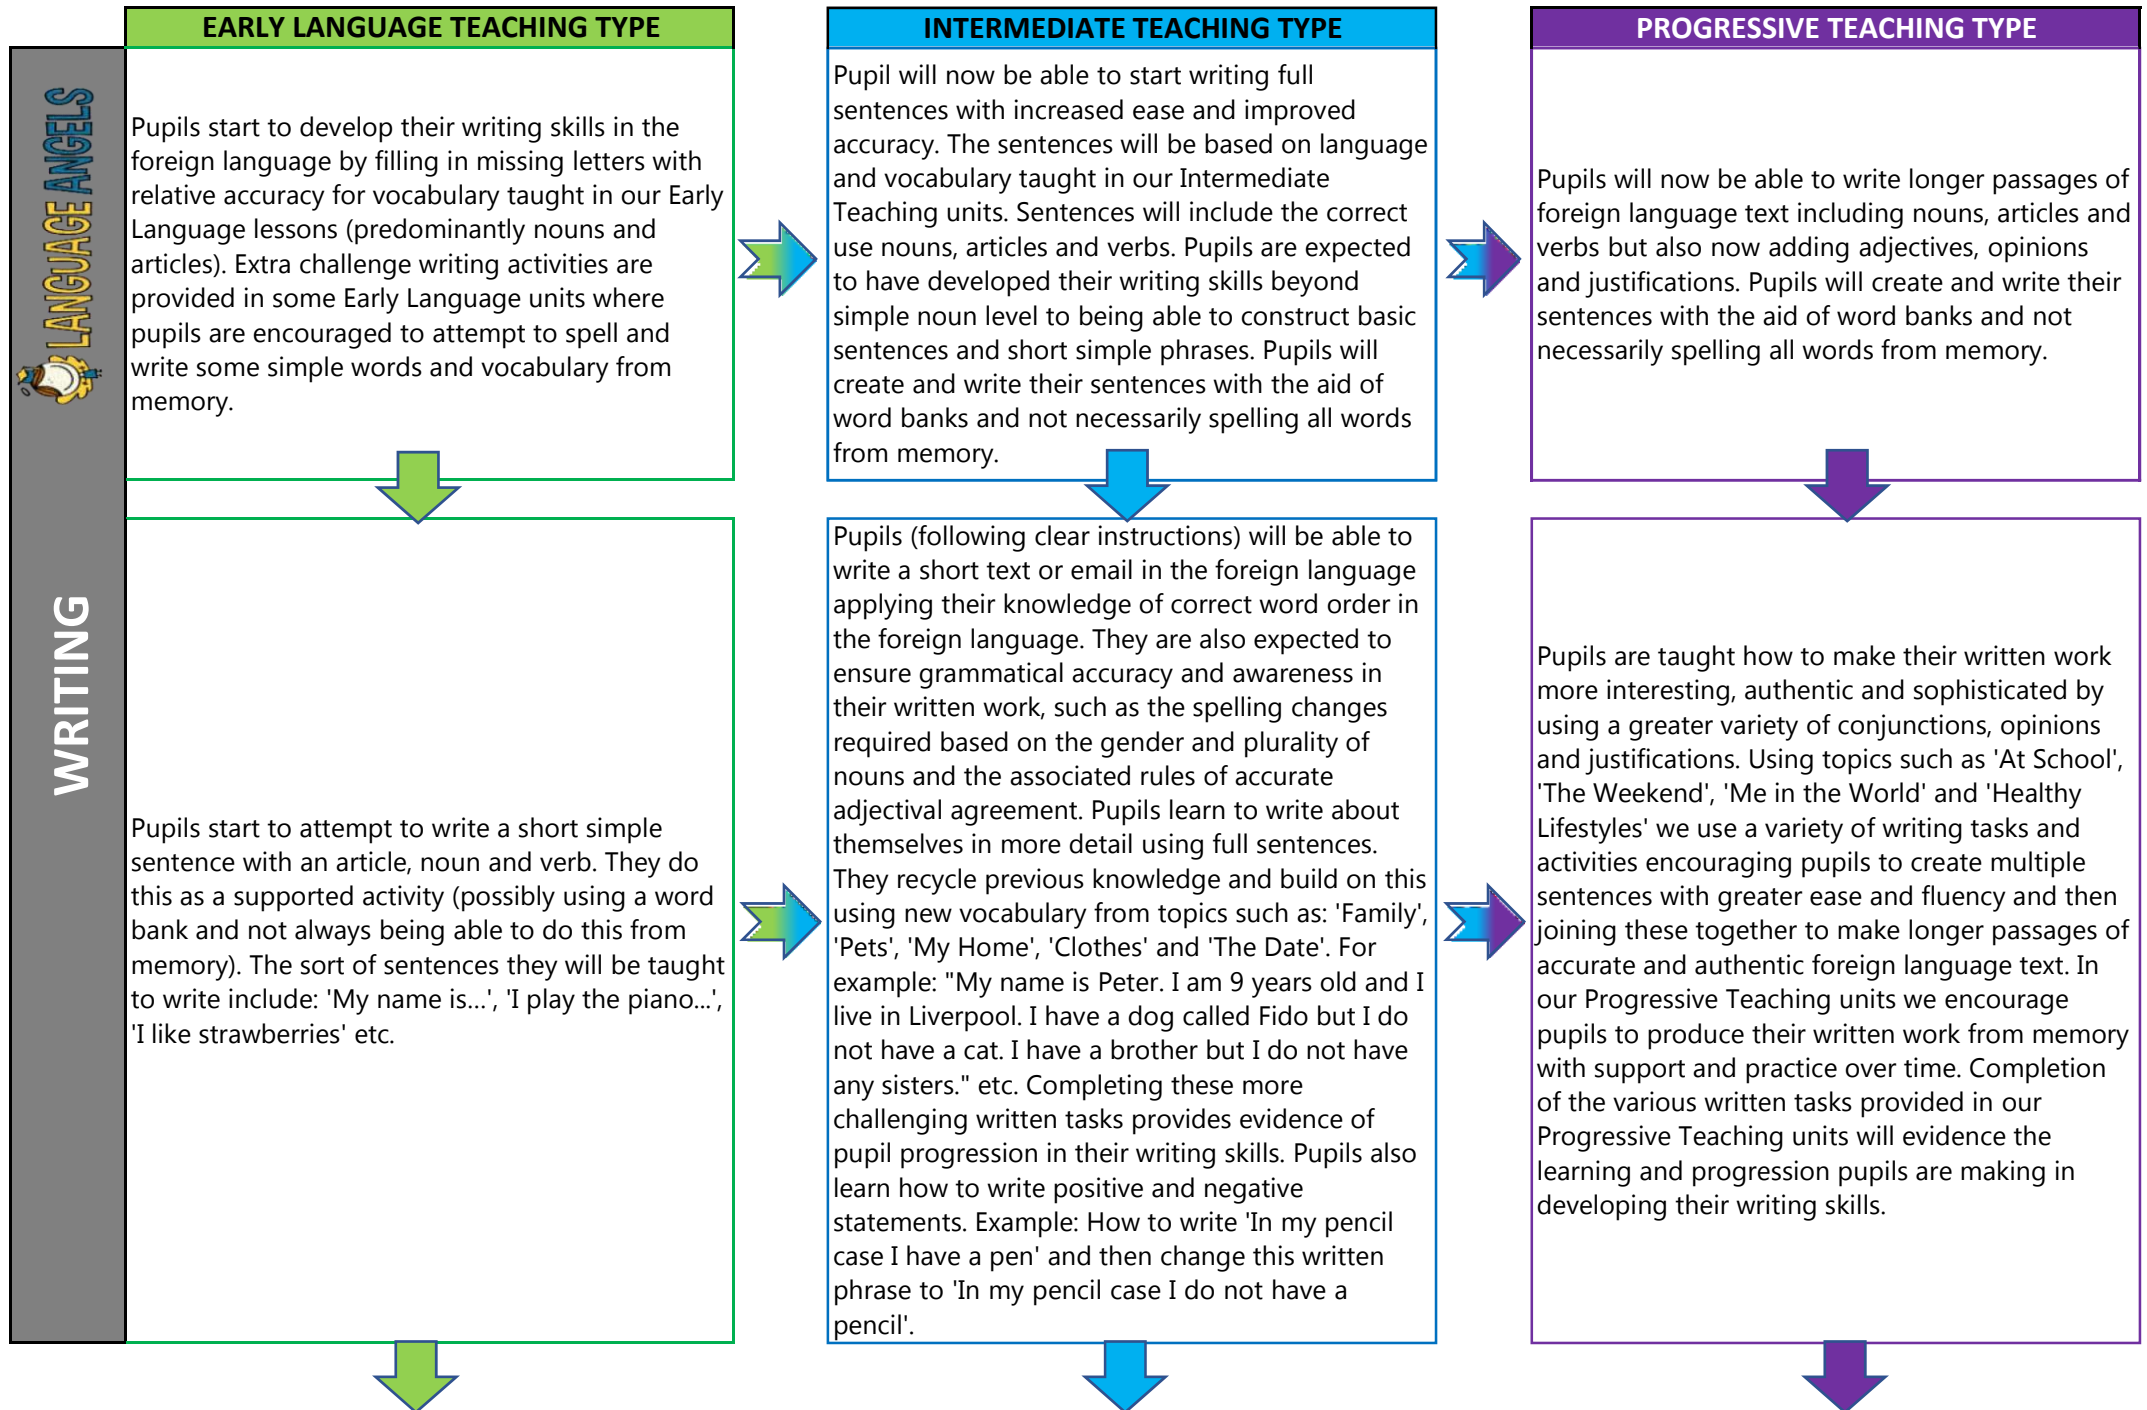 EARLY LANGUAGE TEACHING TYPE
INTERMEDIATE TEACHING TYPE
PROGRESSIVE TEACHING TYPE
LANGUAGE ANGELS
WRITING
Pupils start to develop their writing skills in the
foreign language by filling in missing letters with
relative accuracy for vocabulary taught in our Early
Language lessons (predominantly nouns and
articles). Extra challenge writing activities are
provided in some Early Language units where
pupils are encouraged to attempt to spell and
write some simple words and vocabulary from
memory.
Pupil will now be able to start writing full
sentences with increased ease and improved
accuracy. The sentences will be based on language
and vocabulary taught in our Intermediate
Teaching units. Sentences will include the correct
use nouns, articles and verbs. Pupils are expected
to have developed their writing skills beyond
simple noun level to being able to construct basic
sentences and short simple phrases. Pupils will
create and write their sentences with the aid of
word banks and not necessarily spelling all words
from memory.
Pupils will now be able to write longer passages of
foreign language text including nouns, articles and
verbs but also now adding adjectives, opinions
and justifications. Pupils will create and write their
sentences with the aid of word banks and not
necessarily spelling all words from memory.
Pupils start to attempt to write a short simple
sentence with an article, noun and verb. They do
this as a supported activity (possibly using a word
bank and not always being able to do this from
memory). The sort of sentences they will be taught
to write include: 'My name is...', 'I play the piano...',
'I like strawberries' etc.
Pupils (following clear instructions) will be able to
write a short text or email in the foreign language
applying their knowledge of correct word order in
the foreign language. They are also expected to
ensure grammatical accuracy and awareness in
their written work, such as the spelling changes
required based on the gender and plurality of
nouns and the associated rules of accurate
adjectival agreement. Pupils learn to write about
themselves in more detail using full sentences.
They recycle previous knowledge and build on this
using new vocabulary from topics such as: 'Family',
'Pets', 'My Home', 'Clothes' and 'The Date'. For
example: "My name is Peter. I am 9 years old and I
live in Liverpool. I have a dog called Fido but I do
not have a cat. I have a brother but I do not have
any sisters." etc. Completing these more
challenging written tasks provides evidence of
pupil progression in their writing skills. Pupils also
learn how to write positive and negative
statements. Example: How to write 'In my pencil
case I have a pen' and then change this written
phrase to 'In my pencil case I do not have a
pencil'.
Pupils are taught how to make their written work
more interesting, authentic and sophisticated by
using a greater variety of conjunctions, opinions
and justifications. Using topics such as 'At School',
'The Weekend', 'Me in the World' and 'Healthy
Lifestyles' we use a variety of writing tasks and
activities encouraging pupils to create multiple
sentences with greater ease and fluency and then
joining these together to make longer passages of
accurate and authentic foreign language text. In
our Progressive Teaching units we encourage
pupils to produce their written work from memory
with support and practice over time. Completion
of the various written tasks provided in our
Progressive Teaching units will evidence the
learning and progression pupils are making in
developing their writing skills.